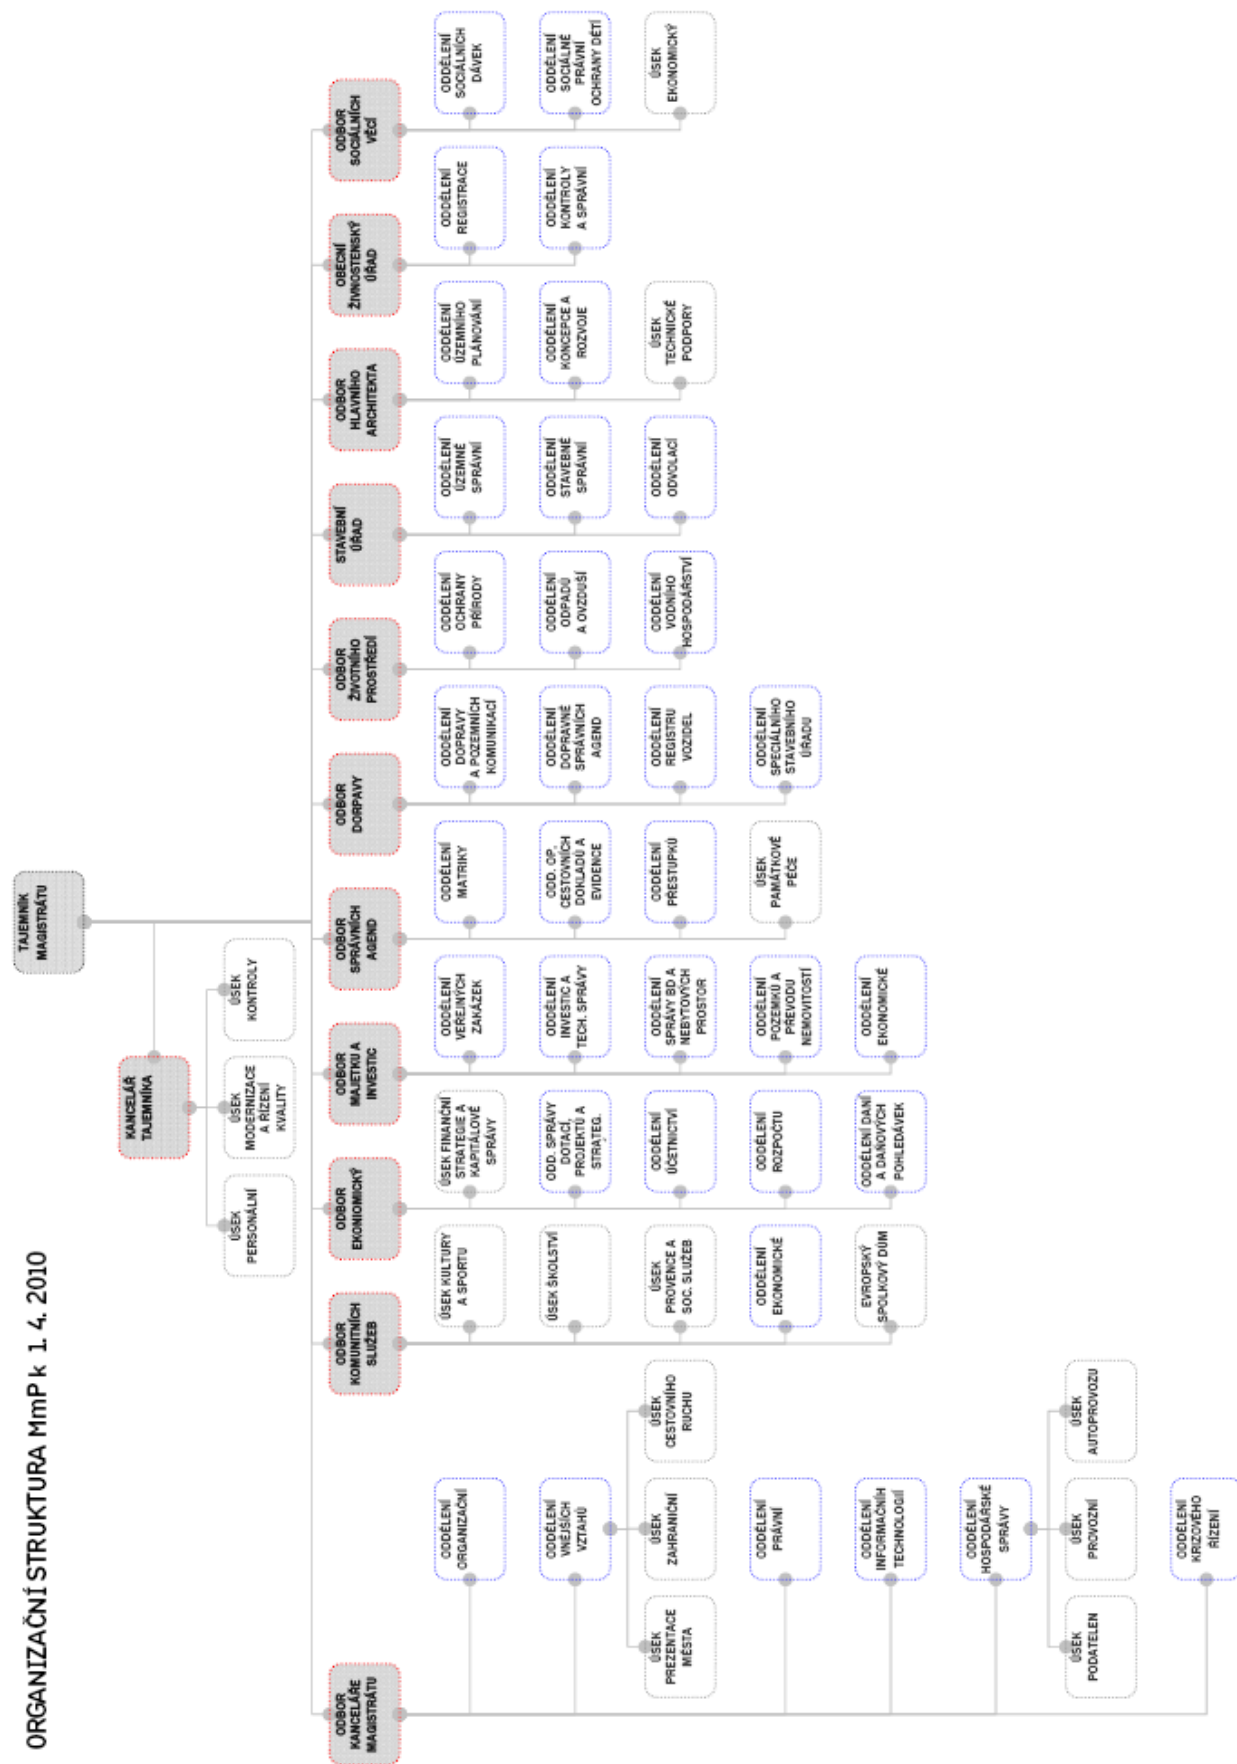 ORGANIZAČNÍ STRUKTURA MmP k 1. 4. 2010
TAJEMNÍK
MAGISTRÁTU
KANCELÁŘ
TAJEMNÍKA
ÚSEK
PERSONÁLNÍ
ÚSEK
MODERNIZACE
A ŘÍZENÍ
KVALITY
ÚSEK
KONTROLY
ODBOR
KANCELÁŘE
MAGISTRÁTU
ODDĚLENÍ
ORGANIZAČNÍ
ODDĚLENÍ
VNĚJŠÍCH
VZTAHŮ
ÚSEK
PREZENTACE
MĚSTA
ÚSEK
ZAHRANIČNÍ
ÚSEK
CESTOVNÍHO
RUCHU
ODDĚLENÍ
PRÁVNÍ
ODDĚLENÍ
INFORMAČNÍH
TECHNOLOGIÍ
ODDĚLENÍ
HOSPODÁŘSKÉ
SPRÁVY
ÚSEK
PODATELEN
ÚSEK
PROVOZNÍ
ÚSEK
AUTOPROVOZU
ODDĚLENÍ
KRIZOVÉHO
ŘÍZENÍ
ODBOR
KOMUNITNÍCH
SLUŽEB
ÚSEK KULTURY
A SPORTU
ÚSEK ŠKOLSTVÍ
ÚSEK
PROVENCE A
SOC. SLUŽEB
ODDĚLENÍ
EKONOMICKÉ
EVROPSKÝ
SPOLKOVÝ DŮM
ODBOR
EKONIOMICKÝ
ÚSEK FINANČNÍ
STRATEGIE A
KAPITÁLOVÉ
SPRÁVY
ODD. SPRÁVY
DOTACÍ,
PROJEKTŮ A
STRATEG.
ODDĚLENÍ
ÚČETNICTVÍ
ODDĚLENÍ
ROZPOČTU
ODDĚLENÍ DANÍ
A DAŇOVÝCH
POHLEDÁVEK
ODBOR
MAJETKU A
INVESTIC
ODDĚLENÍ
VEŘEJNÝCH
ZAKÁZEK
ODDĚLENÍ
INVESTIC A
TECH. SPRÁVY
ODDĚLENÍ
SPRÁVY BD A
NEBYTOVÝCH
PROSTOR
ODDĚLENÍ
POZEMKŮ A
PŘEVODU
NEMOVITOSTÍ
ODDĚLENÍ
EKONOMICKÉ
ODBOR
SPRÁVNÍCH
AGEND
ODDĚLENÍ
MATRIKY
ODD. OP,
CESTOVNÍCH
DOKLADŮ A
EVIDENCE
ODDĚLENÍ
PŘESTUPKŮ
ÚSEK
PAMÁTKOVÉ
PÉČE
ODBOR
DORPAVY
ODDĚLENÍ
DOPRAVY
A POZEMNÍCH
KOMUNIKACÍ
ODDĚLENÍ
DOPRAVNĚ
SPRÁVNÍCH
AGEND
ODDĚLENÍ
REGISTRU
VOZIDEL
ODDĚLENÍ
SPECIÁLNÍHO
STAVEBNÍHO
ÚRADU
ODBOR
ŽIVOTNÍHO
PROSTŘEDÍ
ODDĚLENÍ
OCHRANY
PŘÍRODY
ODDĚLENÍ
ODPADŮ
A OVZDUŠÍ
ODDĚLENÍ
VODNÍHO
HOSPODÁŘSTVÍ
STAVEBNÍ
ÚŘAD
ODDĚLENÍ
ÚZEMNĚ
SPRÁVNÍ
ODDĚLENÍ
STAVEBNĚ
SPRÁVNÍ
ODDĚLENÍ
ODVOLACÍ
ODBOR
HLAVNÍHO
ARCHITEKTA
ODDĚLENÍ
ÚZEMNÍHO
PLÁNOVÁNÍ
ODDĚLENÍ
KONCEPCE A
ROZVOJE
ÚSEK
TECHNICKÉ
PODPORY
OBECNÍ
ŽIVNOSTENSKÝ
ÚŘAD
ODDĚLENÍ
REGISTRACE
ODDĚLENÍ
KONTROLY
A SPRÁVNÍ
ODBOR
SOCIÁLNÍCH
VĚCÍ
ODDĚLENÍ
SOCIÁLNÍCH
DÁVEK
ODDĚLENÍ
SOCIÁLNĚ
PRÁVNÍ
OCHRANY DĚTÍ
ÚSEK
EKONOMICKÝ